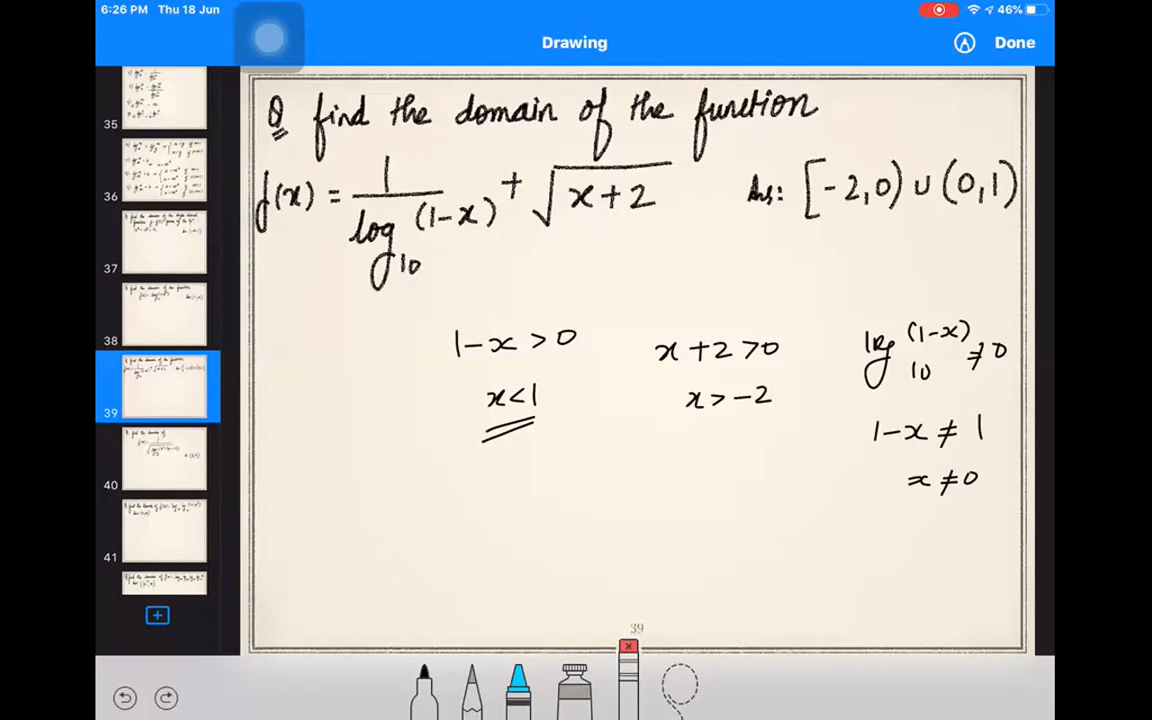 6:26 PM Thu 18 Jun 46%
Drawing Done
Q find the domain of the function
f(x) = 1/log₁₀(1-x) + √(x+2) Ans: [-2,0) ∪ (0,1)
1-x > 0
x < 1
x + 2 > 0
x > -2
log₁₀(1-x) ≠ 0
1-x ≠ 1
x ≠ 0
39
35
36
37
38
39
40
41